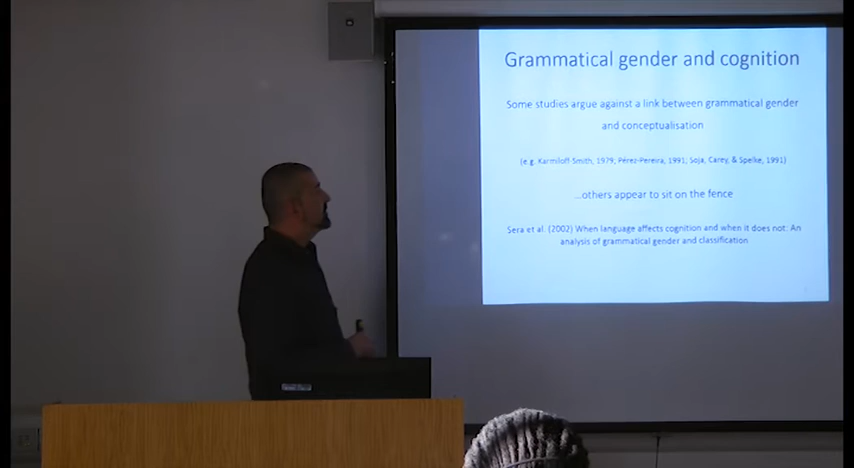 Grammatical gender and cognition
Some studies argue against a link between grammatical gender
and conceptualisation
(e.g. Karmiloff-Smith, 1979; Pérez-Pereira, 1991; Soja, Carey, & Spelke, 1991)
...others appear to sit on the fence
Sera et al. (2002) When language affects cognition and when it does not: An
analysis of grammatical gender and classification